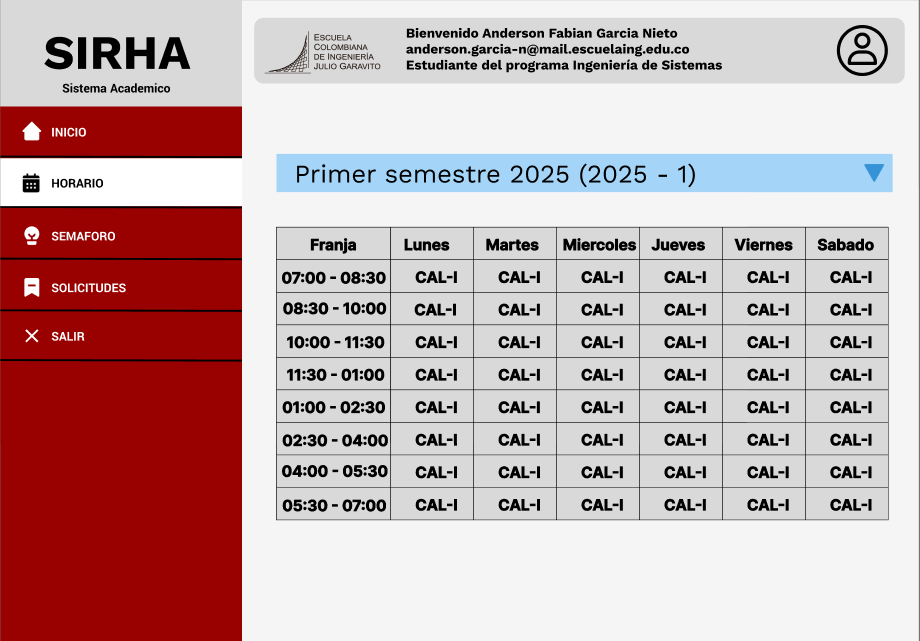 SIRHA
Sistema Academico
INICIO
HORARIO
SEMAFORO
SOLICITUDES
SALIR
ESCUELA
COLOMBIANA
DE INGENIERÍA
JULIO GARAVITO
Bienvenido Anderson Fabian Garcia Nieto
anderson.garcia-n@mail.escuelaing.edu.co
Estudiante del programa Ingeniería de Sistemas
Primer semestre 2025 (2025 - 1)
Franja Lunes Martes Miercoles Jueves Viernes Sabado
07:00 - 08:30 CAL-I CAL-I CAL-I CAL-I CAL-I CAL-I
08:30 - 10:00 CAL-I CAL-I CAL-I CAL-I CAL-I CAL-I
10:00 - 11:30 CAL-I CAL-I CAL-I CAL-I CAL-I CAL-I
11:30 - 01:00 CAL-I CAL-I CAL-I CAL-I CAL-I CAL-I
01:00 - 02:30 CAL-I CAL-I CAL-I CAL-I CAL-I CAL-I
02:30 - 04:00 CAL-I CAL-I CAL-I CAL-I CAL-I CAL-I
04:00 - 05:30 CAL-I CAL-I CAL-I CAL-I CAL-I CAL-I
05:30 - 07:00 CAL-I CAL-I CAL-I CAL-I CAL-I CAL-I